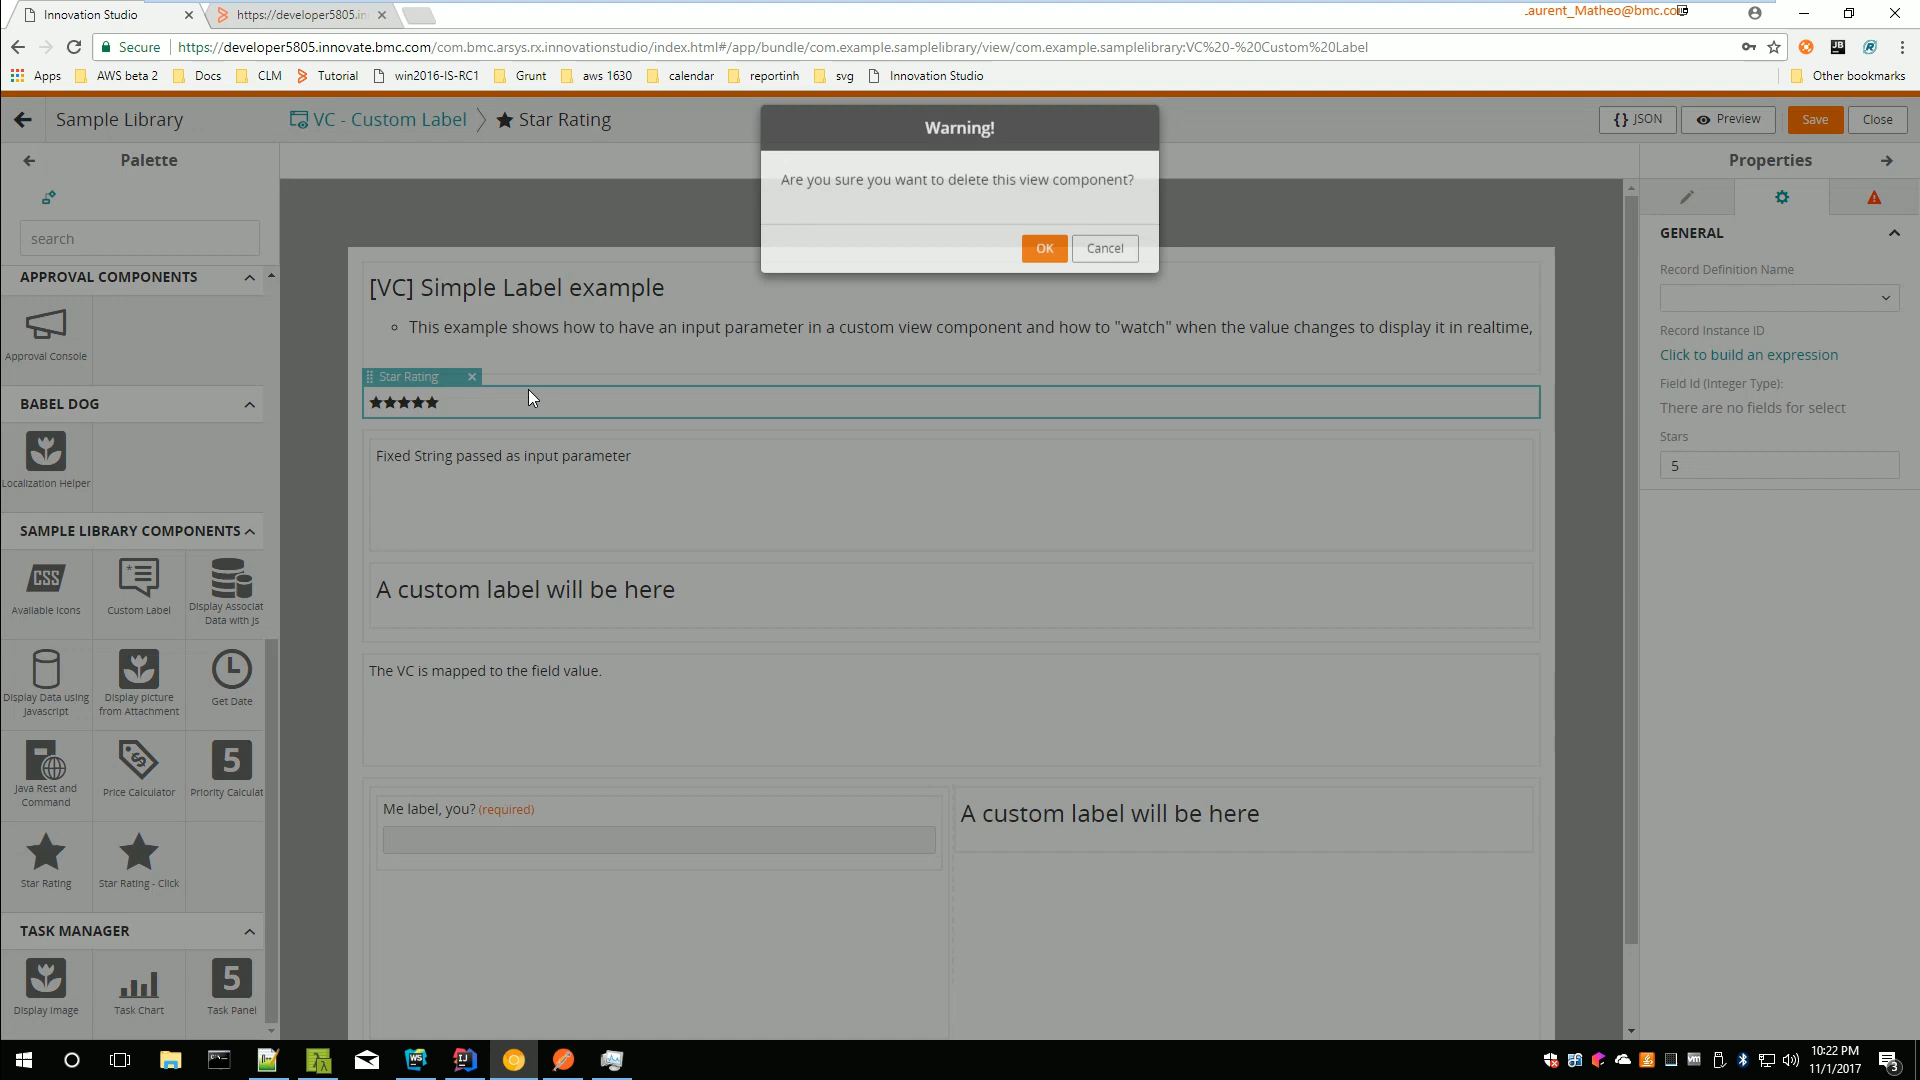 Innovation Studio
https://developer5805.in
aurent_Matheo@bmc.co
Secure
https://developer5805.innovate.bmc.com/com.bmc.arsys.rx.innovationstudio/index.html#/app/bundle/com.example.samplelibrary/view/com.example.samplelibrary:VC%20-%20Custom%20Label
Apps
AWS beta 2
Docs
CLM
Tutorial
win2016-IS-RC1
Grunt
aws 1630
calendar
reportinh
svg
Innovation Studio
Other bookmarks
Sample Library
VC - Custom Label
Star Rating
{} JSON
Preview
Save
Close
Warning!
Are you sure you want to delete this view component?
OK
Cancel
Palette
search
APPROVAL COMPONENTS
Approval Console
BABEL DOG
Localization Helper
SAMPLE LIBRARY COMPONENTS
CSS
Available Icons
Custom Label
Display Associat
Data with js
Display Data using
Javascript
Display picture
from Attachment
Get Date
Java Rest and
Command
Price Calculator
5
Priority Calculat
Star Rating
Star Rating - Click
TASK MANAGER
Display Image
Task Chart
5
Task Panel
[VC] Simple Label example
This example shows how to have an input parameter in a custom view component and how to "watch" when the value changes to display it in realtime,
Star Rating
Fixed String passed as input parameter
A custom label will be here
The VC is mapped to the field value.
Me label, you? (required)
A custom label will be here
Properties
GENERAL
Record Definition Name
Record Instance ID
Click to build an expression
Field Id (Integer Type):
There are no fields for select
Stars
5
WS
IJ
10:22 PM
11/1/2017
3